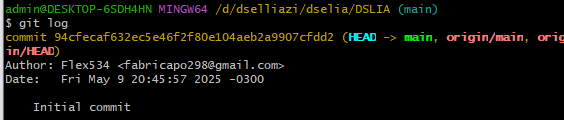 admin@DESKTOP-6SDH4HN MINGW64 /d/dselliazi/dselia/DSLIA (main)
$ git log
commit 94cfecaf632ec5e46f2f80e104aeb2a9907cfdd2 (HEAD -> main, origin/main, orig
in/HEAD)
Author: Flex534 <fabricapo298@gmail.com>
Date:   Fri May 9 20:45:57 2025 -0300
    Initial commit